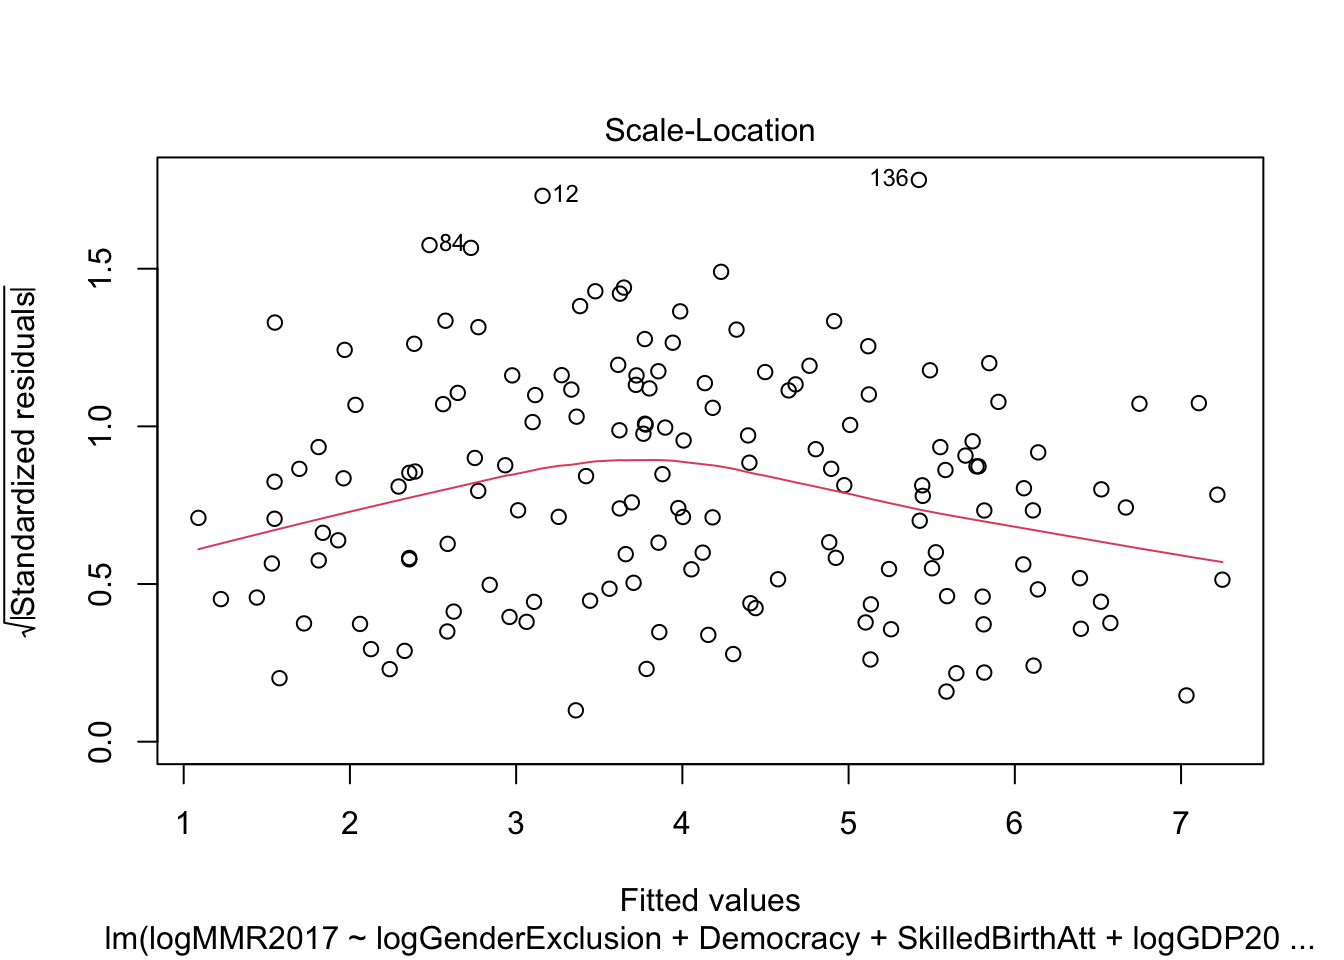 Scale-Location
136
12
84
1.5
1.0
0.5
0.0
√|Standardized residuals|
1 2 3 4 5 6 7
Fitted values
lm(logMMR2017 ~ logGenderExclusion + Democracy + SkilledBirthAtt + logGDP20 ...